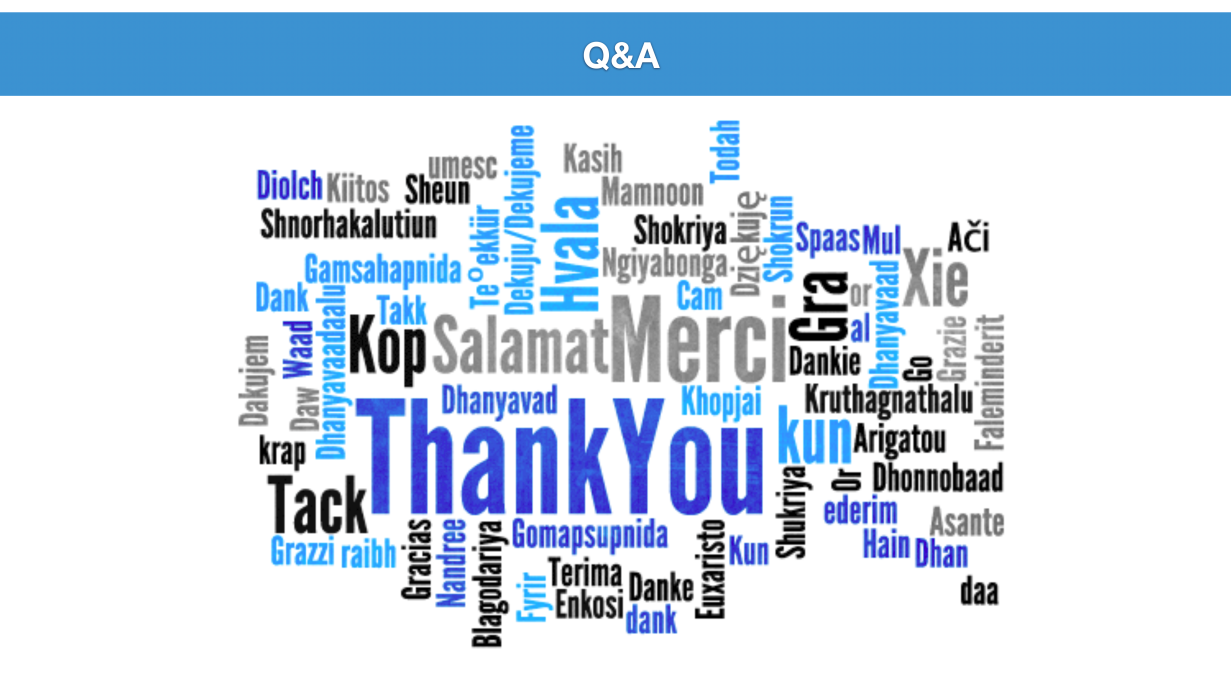 Q&A
Todah
Dekuju/Dekujeme
Kasih
umesc
Diolch
Kiitos
Sheun
Mamnoon
Dziękuję
Shokrun
Hvala
Te°ekkür
Shnorhakalutiun
Shokriya
Spaas
Mul
Ači
Gamsahapnida
Ngiyabonga
Xie
Dank
Takk
Cam
Gra
or
al
Dhanyavaad
Dhanyavaadaalu
Waad
Kop
Salamat
Merci
Dankie
Go
Grazie
Faleminderit
Dakujem
Daw
Dhanyavad
Khopjai
Kruthagnathalu
ThankYou
kun
Arigatou
krap
Tack
Shukriya
Or
Dhonnobaad
ederim
Asante
Grazzi
raibh
Gracias
Nandree
Blagodariya
Gomapsupnida
Euxaristo
Kun
Hain
Dhan
Fyrir
Terima
Enkosi
Danke
dank
daa